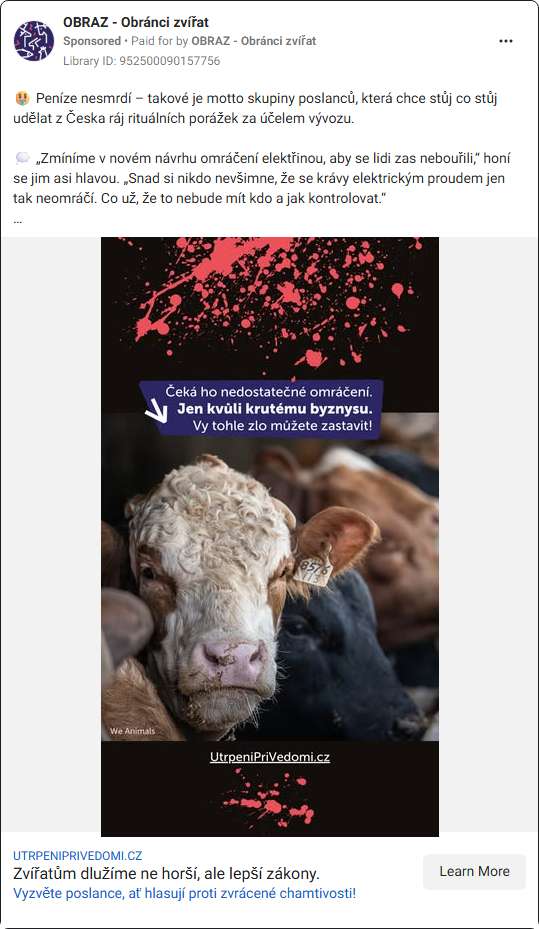 OBRAZ - Obránci zvířat
Sponsored • Paid for by OBRAZ - Obránci zvířat
Library ID: 952500090157756
🤑 Peníze nesmrdí – takové je motto skupiny poslanců, která chce stůj co stůj
udělat z Česka ráj rituálních porážek za účelem vývozu.
💭 „Zmíníme v novém návrhu omráčení elektřinou, aby se lidi zas nebouřili,“ honí
se jim asi hlavou. „Snad si nikdo nevšimne, že se krávy elektrickým proudem jen
tak neomráčí. Co už, že to nebude mít kdo a jak kontrolovat.“
...
Čeká ho nedostatečné omráčení.
Jen kvůli krutému byznysu.
Vy tohle zlo můžete zastavit!
8576
We Animals
UtrpeniPriVedomi.cz
UTRPENIPRIVEDOMI.CZ
Zvířatům dlužíme ne horší, ale lepší zákony.
Learn More
Vyzvěte poslance, ať hlasují proti zvrácené chamtivosti!